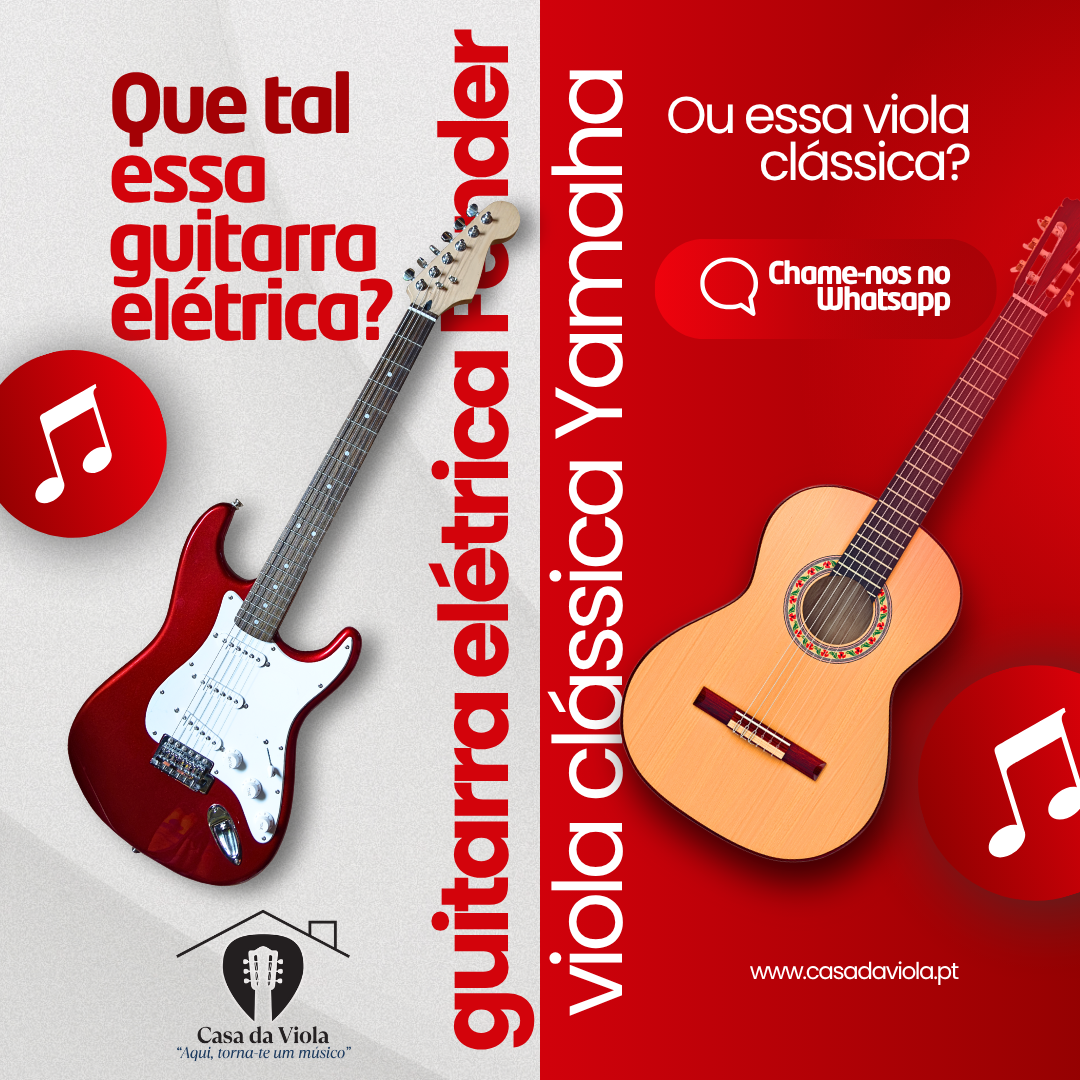 Que tal
essa
guitarra
elétrica?
guitarra elétrica Fender
viola clássica Yamaha
Ou essa viola
clássica?
Chame-nos no
Whatsapp
Casa da Viola
“Aqui, torna-te um músico”
www.casadaviola.pt